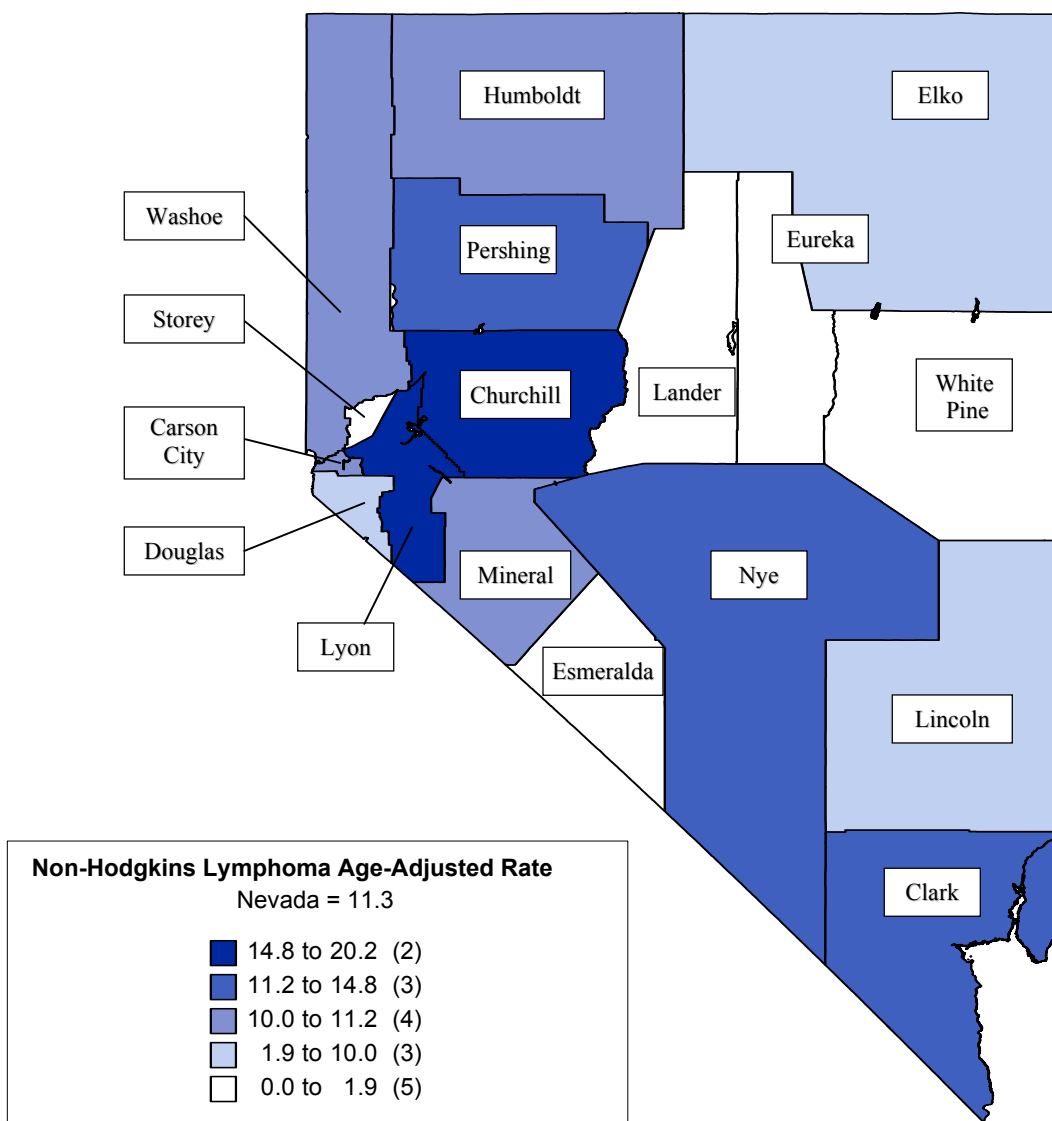 Humboldt
Elko
Washoe
Eureka
Pershing
Storey
Churchill
Lander
White
Pine
Carson
City
Douglas
Mineral
Nye
Lyon
Esmeralda
Lincoln
Clark
Non-Hodgkins Lymphoma Age-Adjusted Rate
Nevada = 11.3
14.8 to 20.2 (2)
11.2 to 14.8 (3)
10.0 to 11.2 (4)
1.9 to 10.0 (3)
0.0 to 1.9 (5)